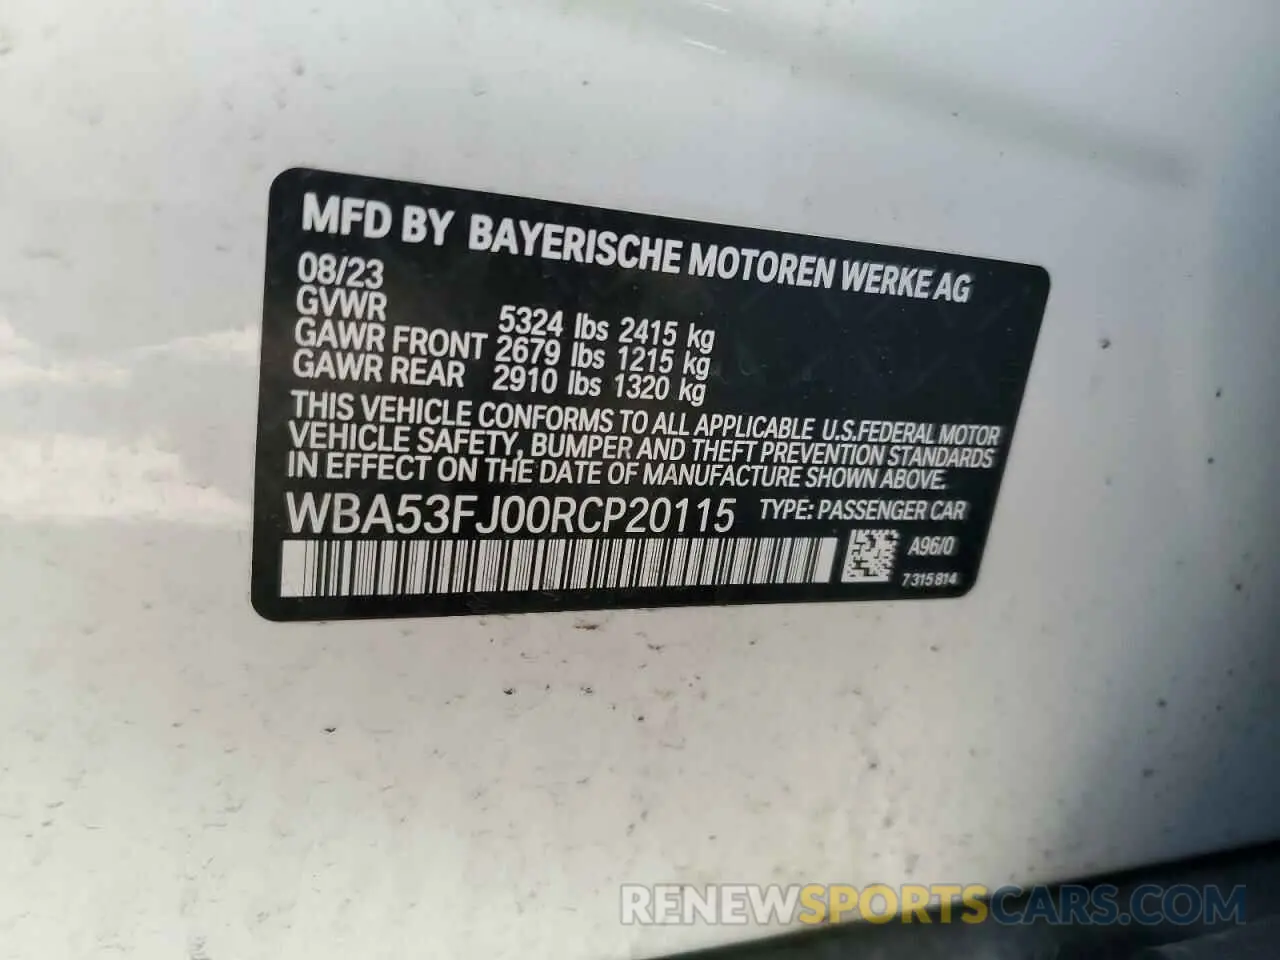 MFD BY BAYERISCHE MOTOREN WERKE AG
08/23
GVWR 5324 lbs 2415 kg
GAWR FRONT 2679 lbs 1215 kg
GAWR REAR 2910 lbs 1320 kg
THIS VEHICLE CONFORMS TO ALL APPLICABLE U.S.FEDERAL MOTOR
VEHICLE SAFETY, BUMPER AND THEFT PREVENTION STANDARDS
IN EFFECT ON THE DATE OF MANUFACTURE SHOWN ABOVE.
WBA53FJ00RCP20115 TYPE: PASSENGER CAR
A96/0
7315814
RENEWSPORTSCARS.COM